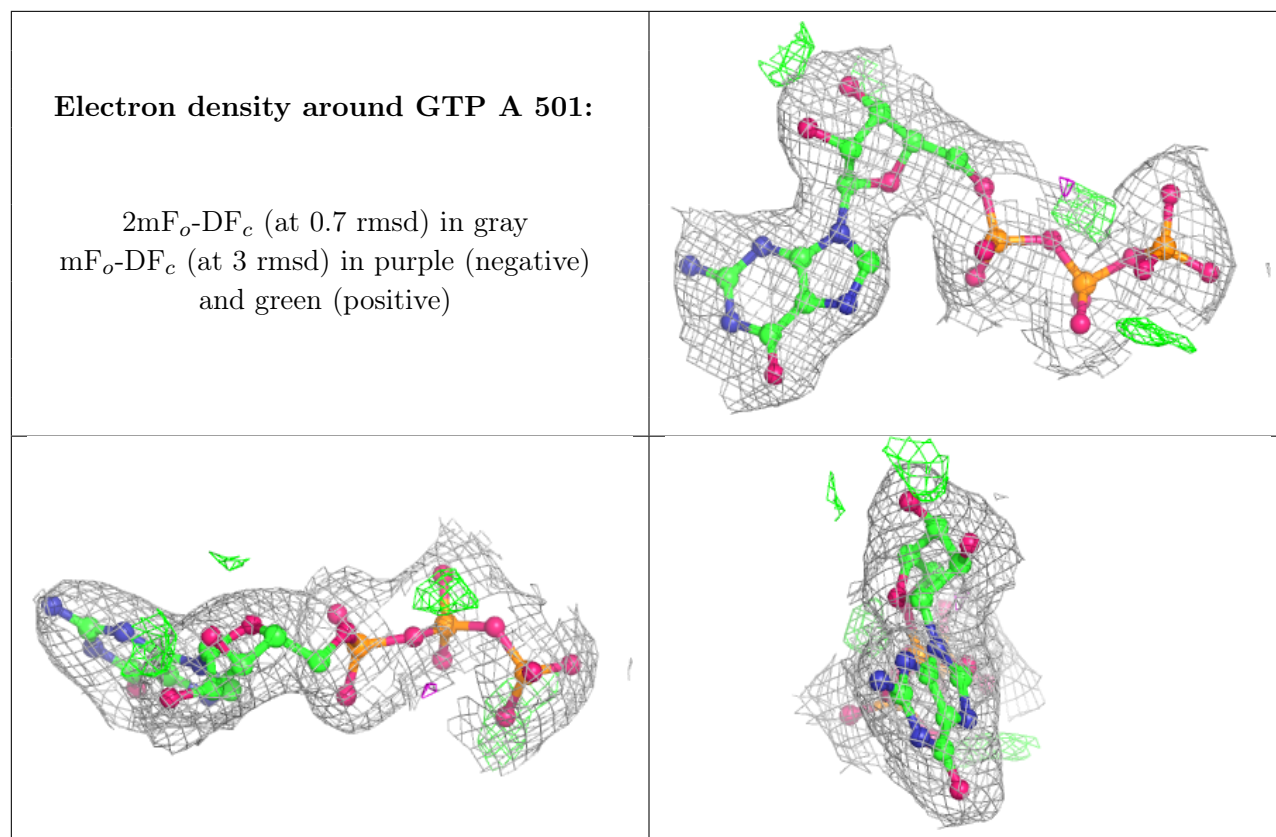 Electron density around GTP A 501:
2mFo-DFc (at 0.7 rmsd) in gray
mFo-DFc (at 3 rmsd) in purple (negative)
and green (positive)